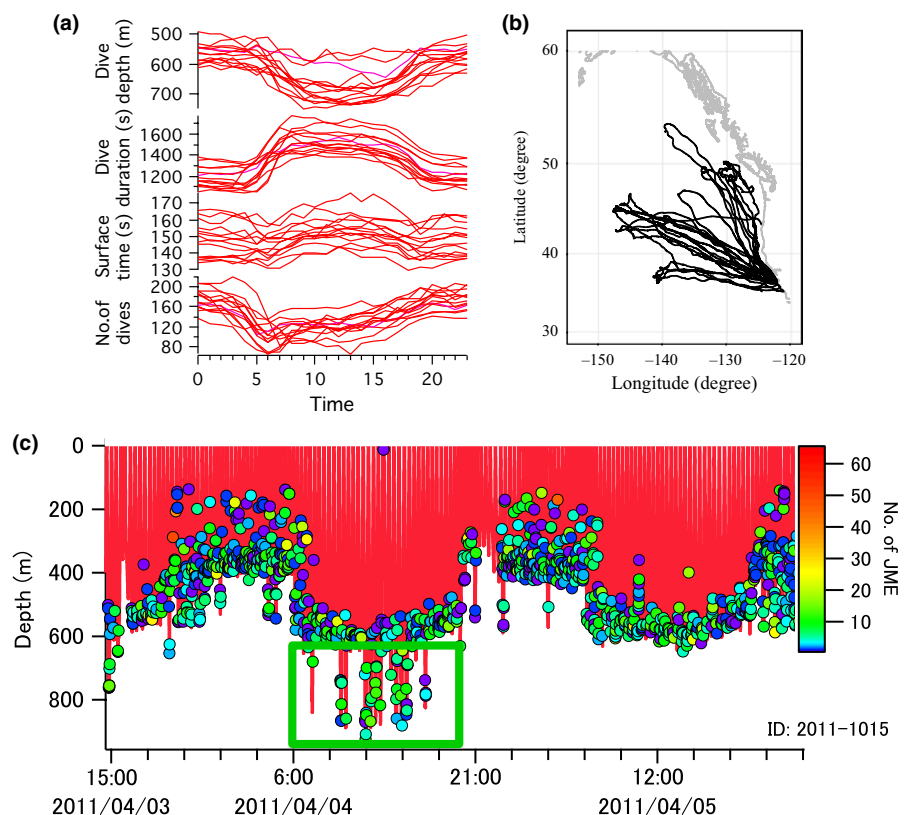 (a)
Dive
depth (m)
500
600
700
Dive
duration (s)
1600
1400
1200
Surface
time (s)
170
160
150
140
130
No.of
dives
200
160
120
80
0 5 10 15 20
Time
(b)
Latitude (degree)
60
50
40
30
−150 −140 −130 −120
Longitude (degree)
(c)
Depth (m)
0
200
400
600
800
15:00 6:00 21:00 12:00
2011/04/03 2011/04/04 2011/04/05
ID: 2011-1015
60
50
40
30
20
10
No. of JME